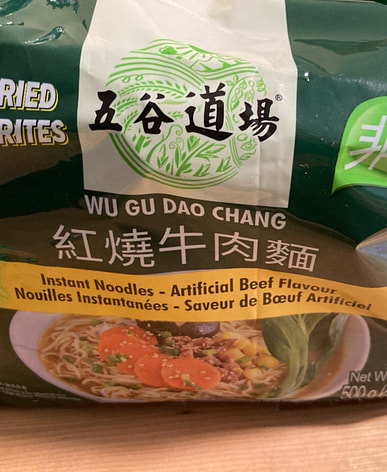 RIED
RITES
五谷道場®
WU GU DAO CHANG
紅燒牛肉麵
Instant Noodles - Artificial Beef Flavour
Nouilles Instantanées - Saveur de Bœuf Artificiel
Net W
500 g